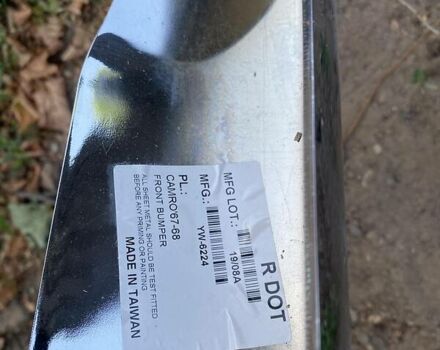 R DOT
MFG LOT.:
19/08A
MFG.:
YW-6224
PL.:
CAMRO'67-68
FRONT BUMPER
ALL SHEET METAL SHOULD BE TEST FITTED
BEFORE ANY PRIMING OR PAINTING
MADE IN TAIWAN